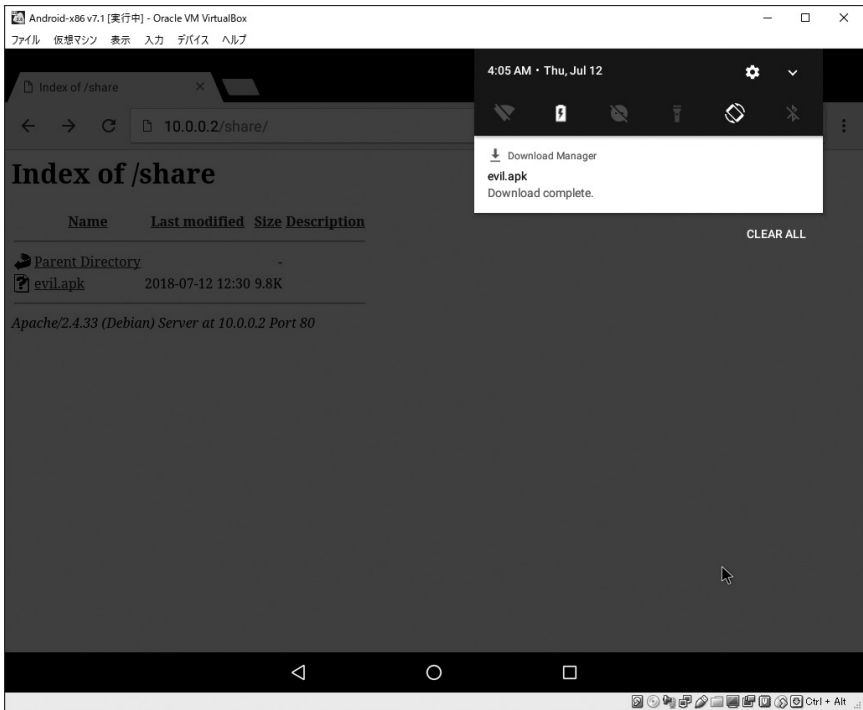 Android-x86 v7.1 [実行中] - Oracle VM VirtualBox
ファイル 仮想マシン 表示 入力 デバイス ヘルプ
4:05 AM • Thu, Jul 12
Index of /share
10.0.0.2/share/
Download Manager
evil.apk
Download complete.
CLEAR ALL
Index of /share
Name Last modified Size Description
Parent Directory -
evil.apk 2018-07-12 12:30 9.8K
Apache/2.4.33 (Debian) Server at 10.0.0.2 Port 80
Ctrl + Alt